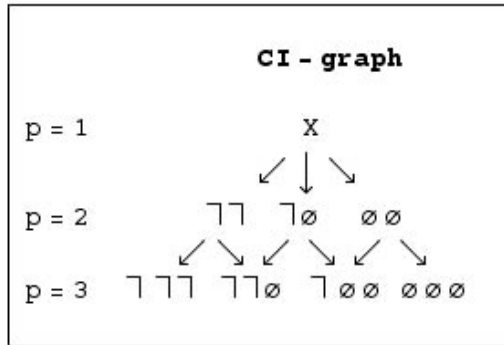 CI - graph
p = 1 X
p = 2 ⏋⏋ ⏋∅ ∅∅
p = 3 ⏋⏋⏋ ⏋⏋∅ ⏋∅∅ ∅∅∅